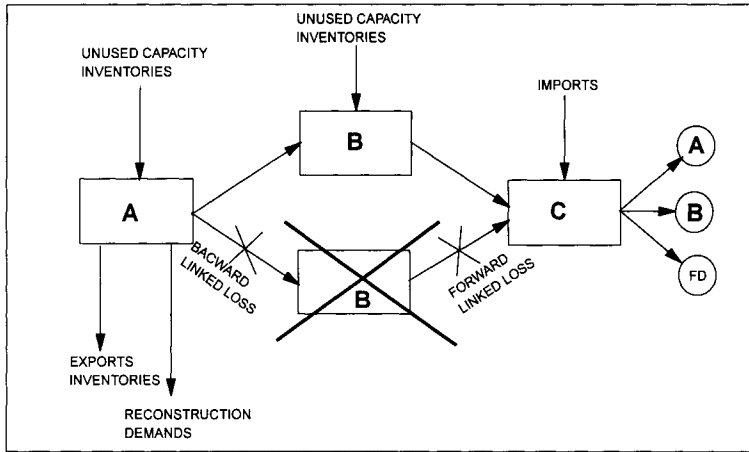 UNUSED CAPACITY
INVENTORIES
UNUSED CAPACITY
INVENTORIES
IMPORTS
B
A
A
C
B
BACWARD
LINKED LOSS
B
FORWARD
LINKED LOSS
FD
EXPORTS
INVENTORIES
RECONSTRUCTION
DEMANDS